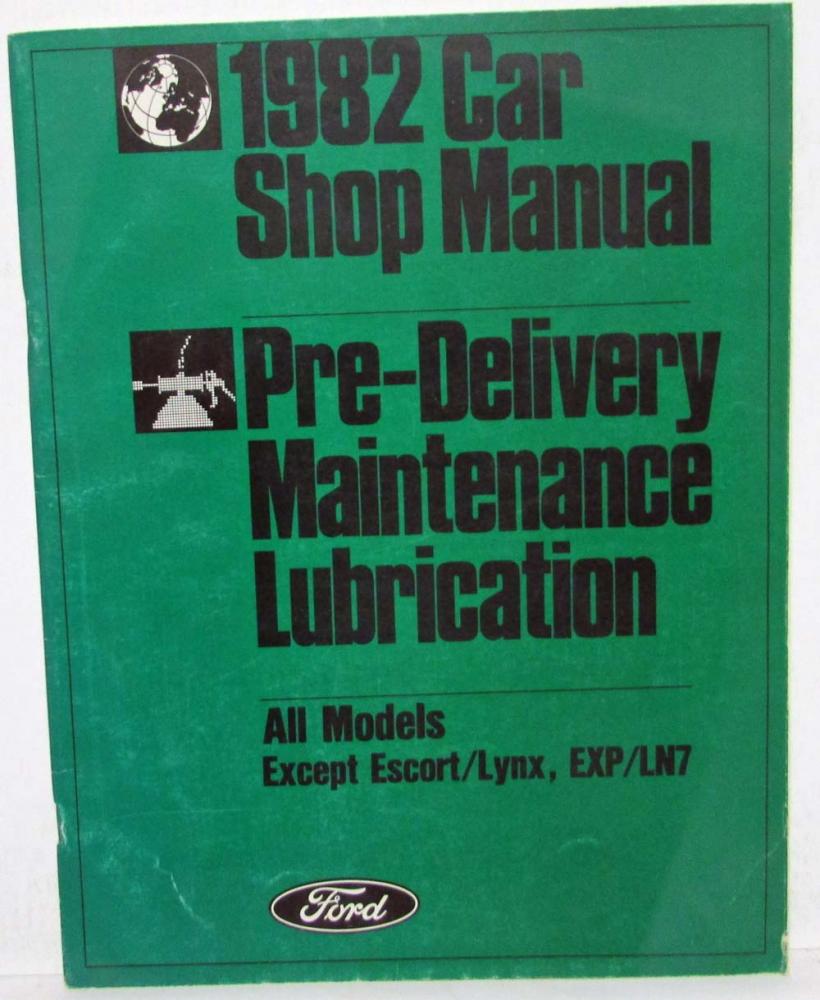 1982 Car
Shop Manual
Pre-Delivery
Maintenance
Lubrication
All Models
Except Escort/Lynx, EXP/LN7
Ford